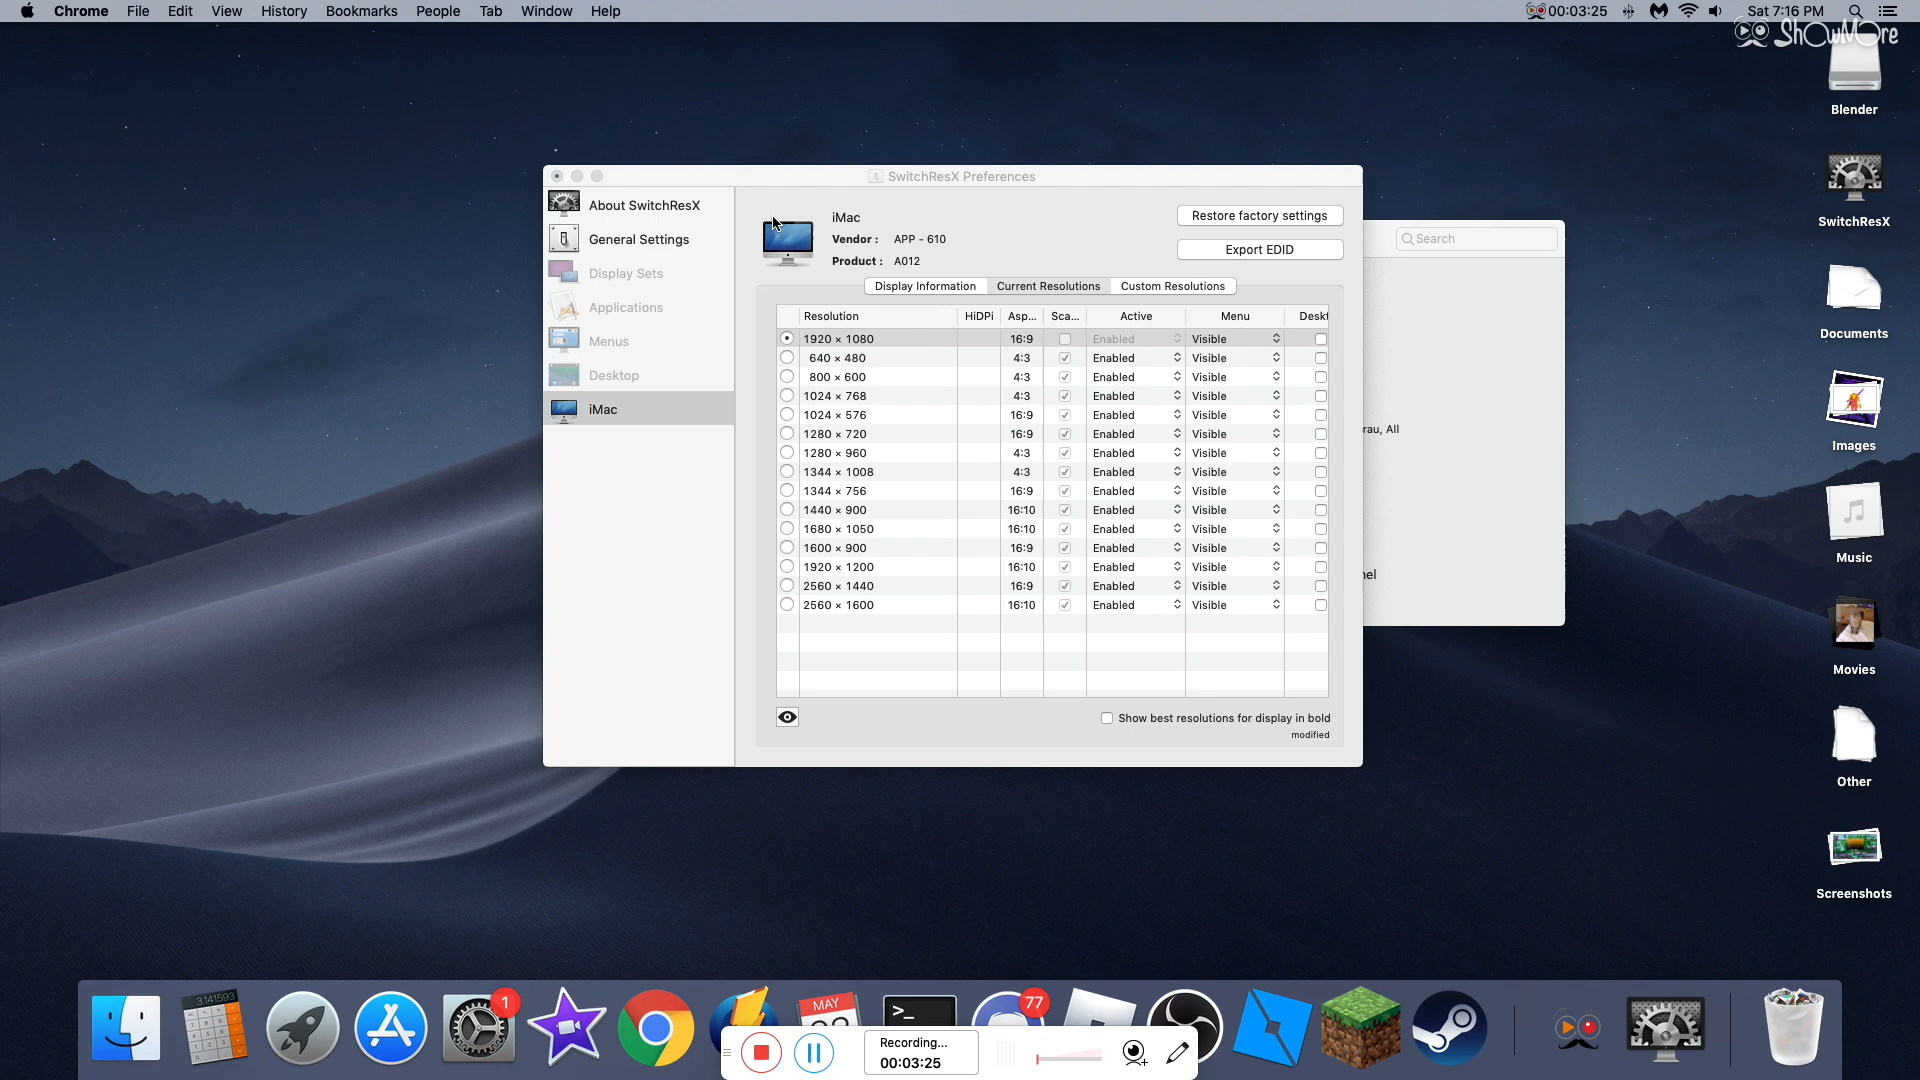 Chrome File Edit View History Bookmarks People Tab Window Help
00:03:25 Sat 7:16 PM
ShowMore
Blender
SwitchResX
Documents
Images
Music
Movies
Other
Screenshots
SwitchResX Preferences
About SwitchResX
General Settings
Display Sets
Applications
Menus
Desktop
iMac
iMac
Vendor : APP - 610
Product : A012
Restore factory settings
Export EDID
Search
Display Information Current Resolutions Custom Resolutions
Resolution HiDPi Asp... Sca... Active Menu Deskt
1920 × 1080 16:9 Enabled Visible
640 × 480 4:3 Enabled Visible
800 × 600 4:3 Enabled Visible
1024 × 768 4:3 Enabled Visible
1024 × 576 16:9 Enabled Visible
1280 × 720 16:9 Enabled Visible
1280 × 960 4:3 Enabled Visible
1344 × 1008 4:3 Enabled Visible
1344 × 756 16:9 Enabled Visible
1440 × 900 16:10 Enabled Visible
1680 × 1050 16:10 Enabled Visible
1600 × 900 16:9 Enabled Visible
1920 × 1200 16:10 Enabled Visible
2560 × 1440 16:9 Enabled Visible
2560 × 1600 16:10 Enabled Visible
rau, All
nel
Show best resolutions for display in bold
modified
3.141593
1
MAY
>_
77
Recording...
00:03:25